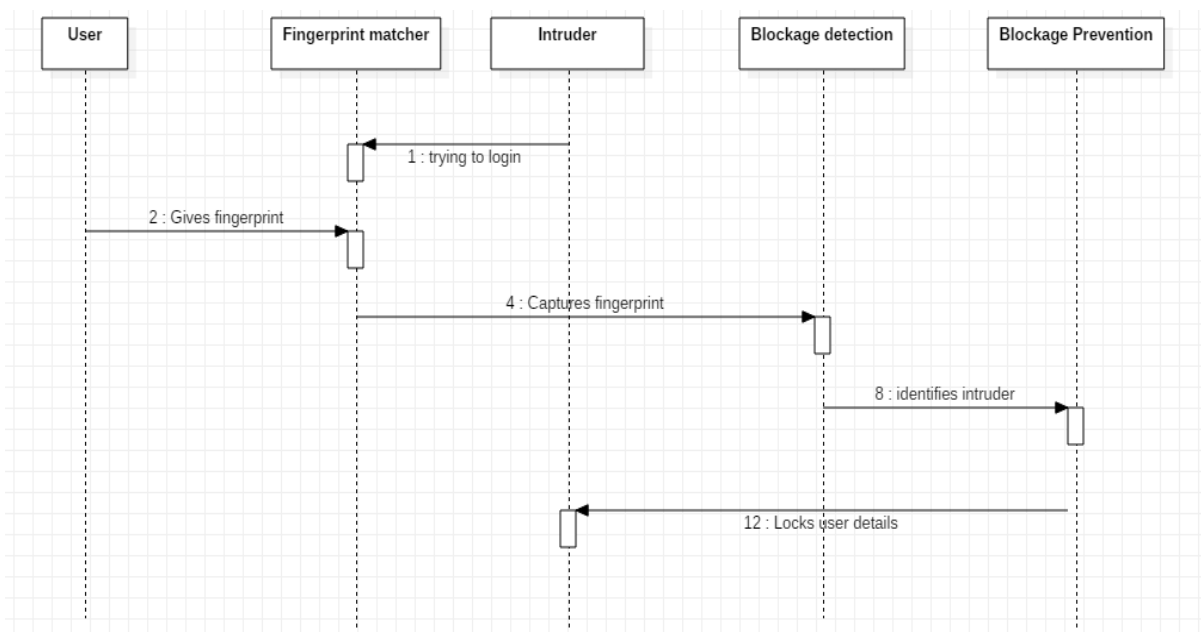 User
Fingerprint matcher
Intruder
Blockage detection
Blockage Prevention
1 : trying to login
2 : Gives fingerprint
4 : Captures fingerprint
8 : identifies intruder
12 : Locks user details